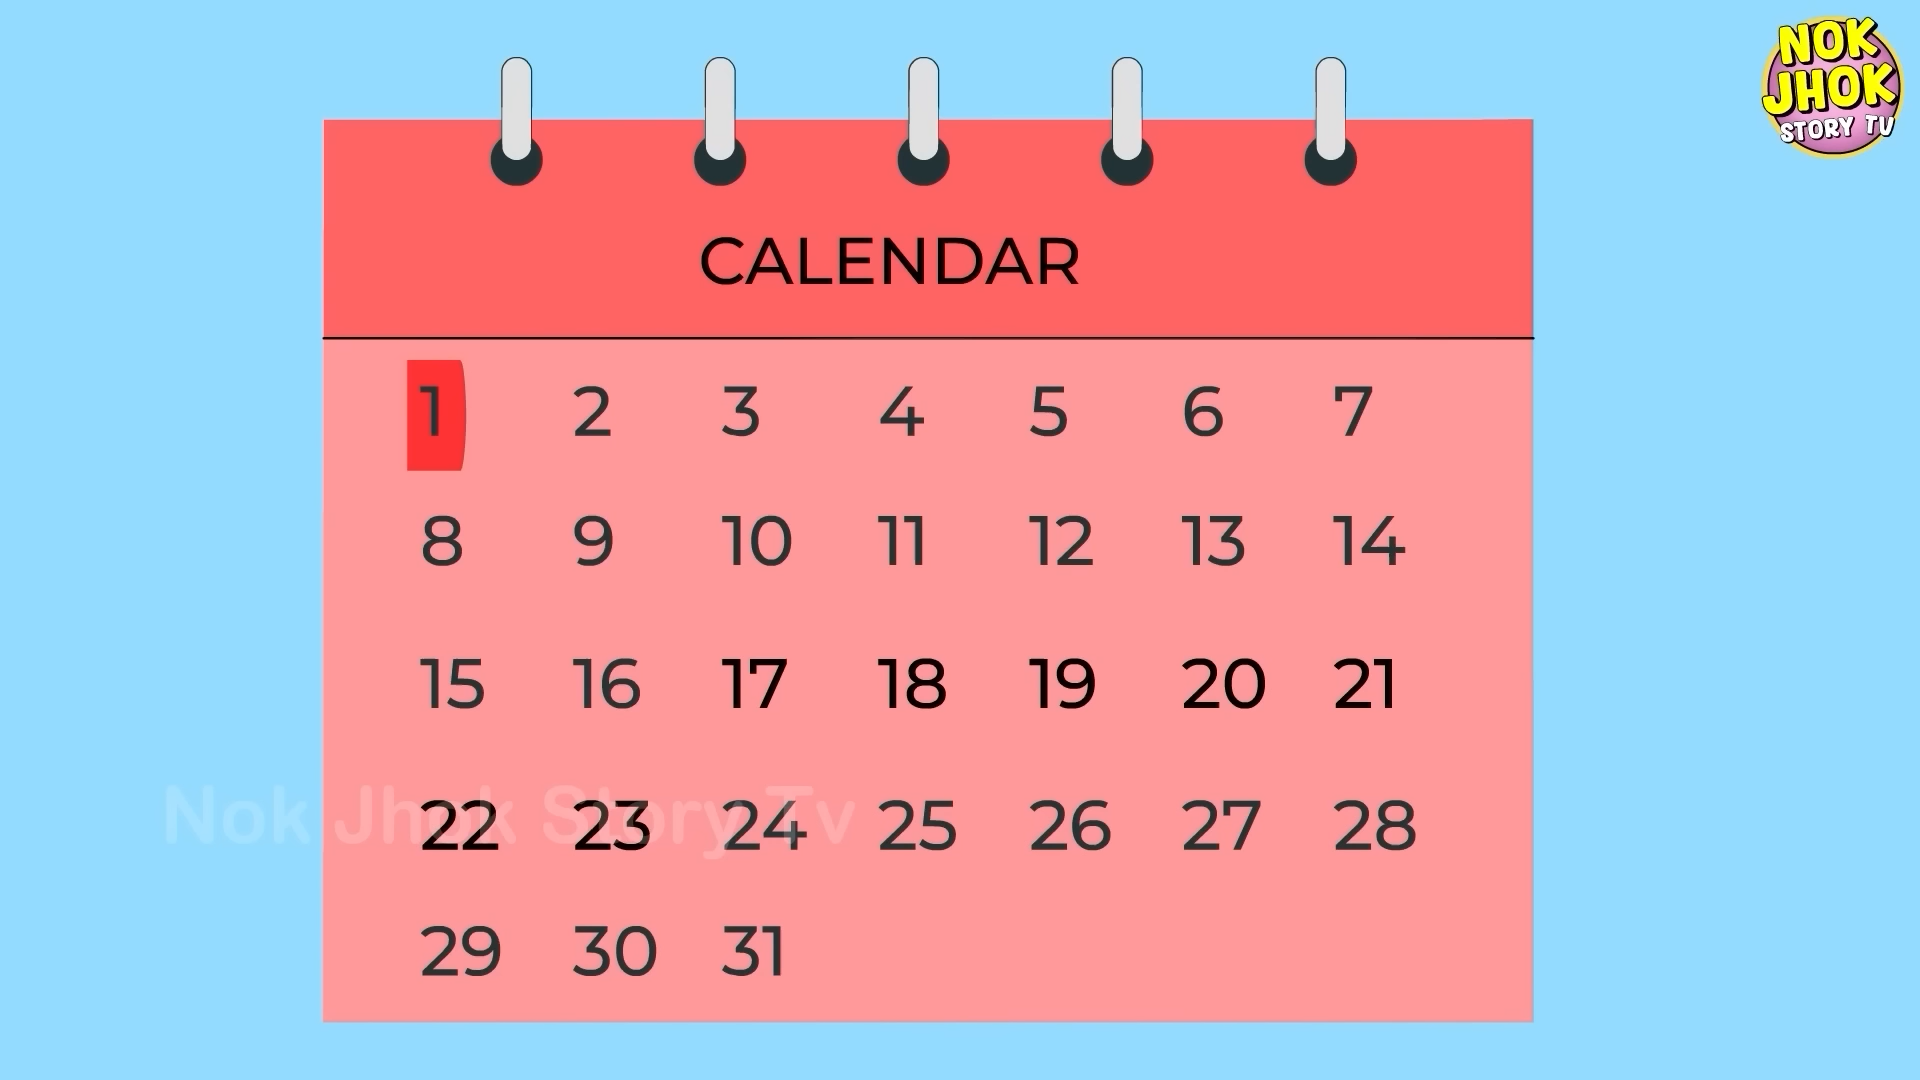 NOK
JHOK
STORY TV
CALENDAR
1 2 3 4 5 6 7
8 9 10 11 12 13 14
15 16 17 18 19 20 21
22 23 24 25 26 27 28
Nok Jhok Story Tv
29 30 31